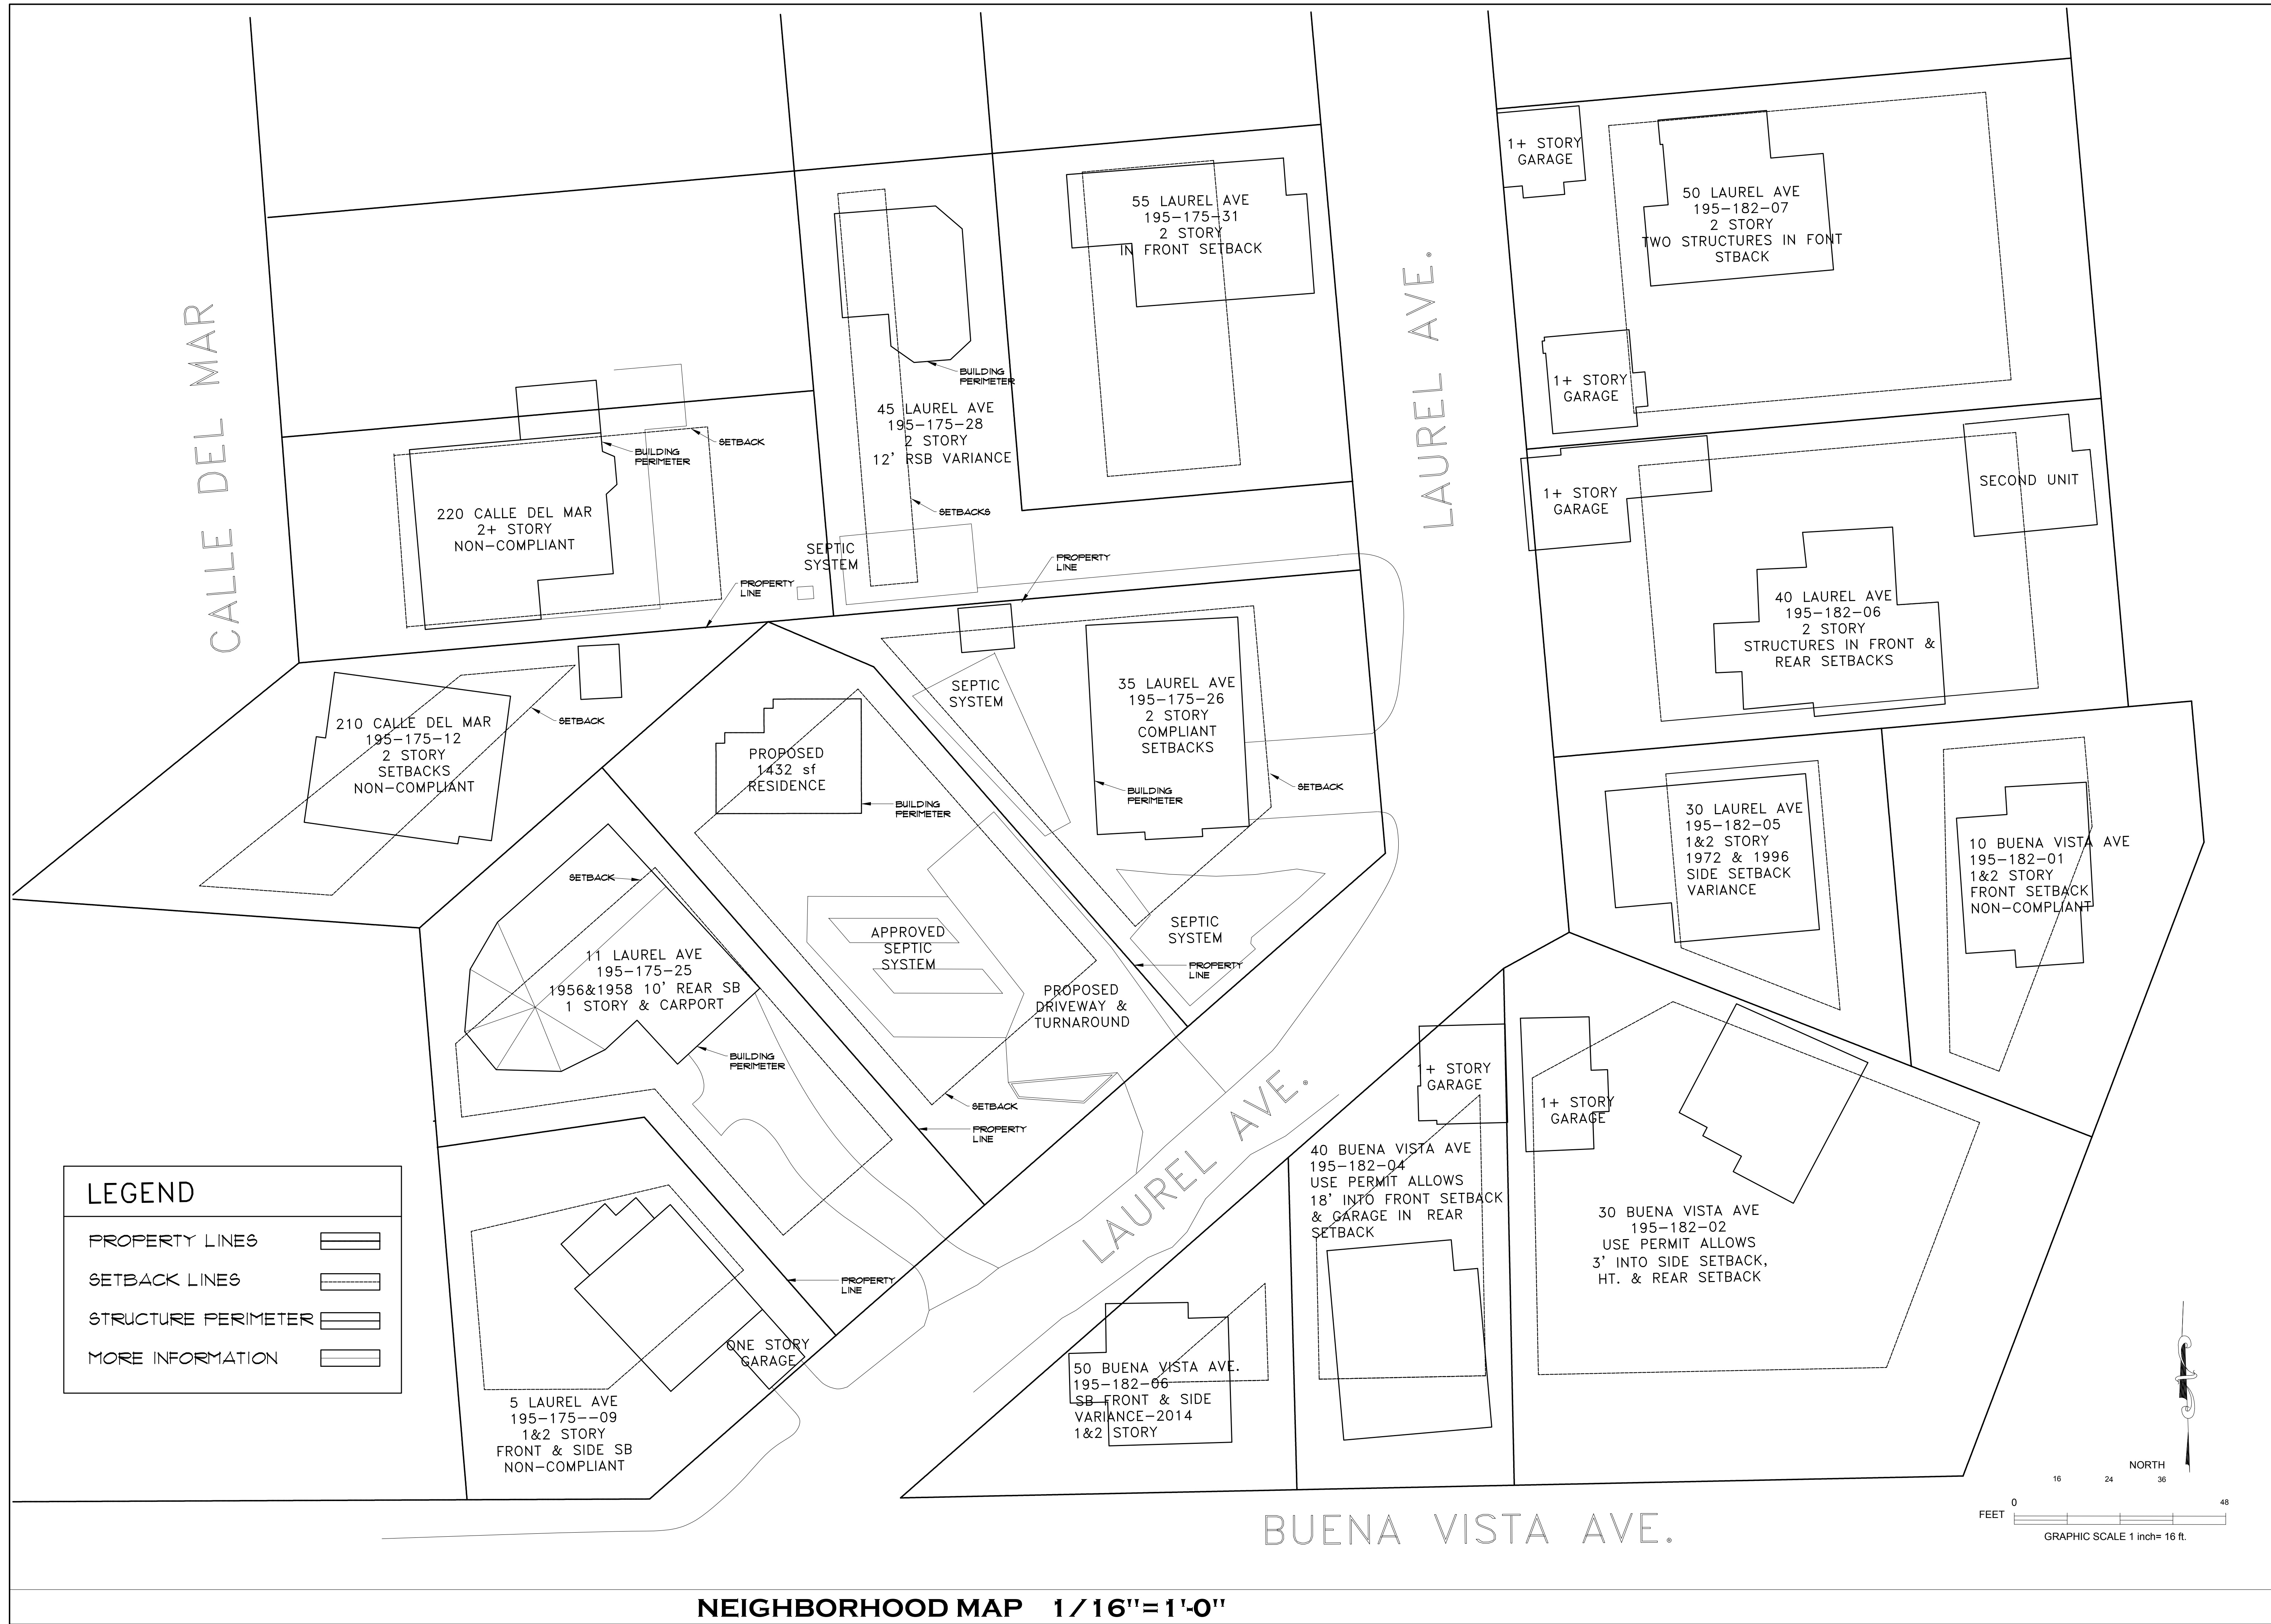 1+ STORY
GARAGE
50 LAUREL AVE
195-182-07
2 STORY
TWO STRUCTURES IN FONT
STBACK
55 LAUREL AVE
195-175-31
2 STORY
IN FRONT SETBACK
CALLE DEL MAR
LAUREL AVE.
BUILDING
PERIMETER
45 LAUREL AVE
195-175-28
2 STORY
12' RSB VARIANCE
1+ STORY
GARAGE
SETBACK
BUILDING
PERIMETER
220 CALLE DEL MAR
2+ STORY
NON-COMPLIANT
SETBACKS
SEPTIC
SYSTEM
PROPERTY
LINE
PROPERTY
LINE
1+ STORY
GARAGE
SECOND UNIT
40 LAUREL AVE
195-182-06
2 STORY
STRUCTURES IN FRONT &
REAR SETBACKS
210 CALLE DEL MAR
195-175-12
2 STORY
SETBACKS
NON-COMPLIANT
SETBACK
PROPOSED
1432 sf
RESIDENCE
BUILDING
PERIMETER
SEPTIC
SYSTEM
35 LAUREL AVE
195-175-26
2 STORY
COMPLIANT
SETBACKS
BUILDING
PERIMETER
SETBACK
30 LAUREL AVE
195-182-05
1&2 STORY
1972 & 1996
SIDE SETBACK
VARIANCE
10 BUENA VISTA AVE
195-182-01
1&2 STORY
FRONT SETBACK
NON-COMPLIANT
SETBACK
11 LAUREL AVE
195-175-25
1956&1958 10' REAR SB
1 STORY & CARPORT
BUILDING
PERIMETER
APPROVED
SEPTIC
SYSTEM
SEPTIC
SYSTEM
PROPERTY
LINE
PROPOSED
DRIVEWAY &
TURNAROUND
SETBACK
PROPERTY
LINE
LAUREL AVE.
1+ STORY
GARAGE
1+ STORY
GARAGE
40 BUENA VISTA AVE
195-182-04
USE PERMIT ALLOWS
18' INTO FRONT SETBACK
& GARAGE IN REAR
SETBACK
30 BUENA VISTA AVE
195-182-02
USE PERMIT ALLOWS
3' INTO SIDE SETBACK,
HT. & REAR SETBACK
LEGEND
PROPERTY LINES
SETBACK LINES
STRUCTURE PERIMETER
MORE INFORMATION
PROPERTY
LINE
ONE STORY
GARAGE
5 LAUREL AVE
195-175--09
1&2 STORY
FRONT & SIDE SB
NON-COMPLIANT
50 BUENA VISTA AVE.
195-182-06
SB FRONT & SIDE
VARIANCE-2014
1&2 STORY
BUENA VISTA AVE.
NORTH
16 24 36
0 48
FEET
GRAPHIC SCALE 1 inch= 16 ft.
NEIGHBORHOOD MAP 1/16"=1'-0"